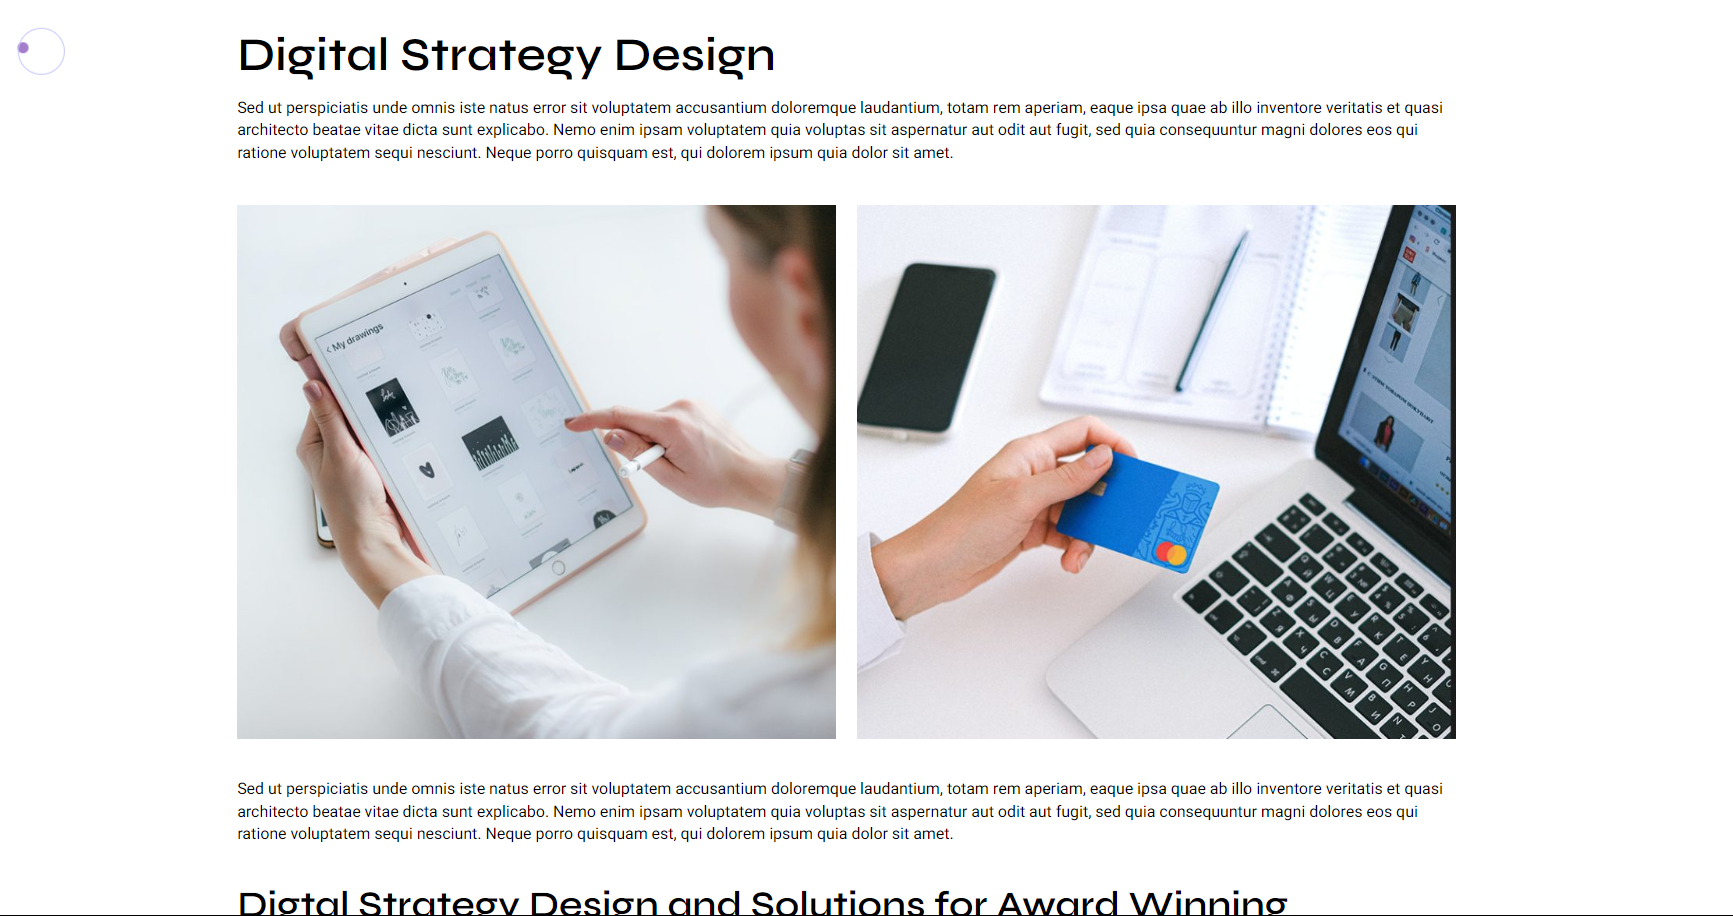 Digital Strategy Design
Sed ut perspiciatis unde omnis iste natus error sit voluptatem accusantium doloremque laudantium, totam rem aperiam, eaque ipsa quae ab illo inventore veritatis et quasi
architecto beatae vitae dicta sunt explicabo. Nemo enim ipsam voluptatem quia voluptas sit aspernatur aut odit aut fugit, sed quia consequuntur magni dolores eos qui
ratione voluptatem sequi nesciunt. Neque porro quisquam est, qui dolorem ipsum quia dolor sit amet.
My drawings
Sed ut perspiciatis unde omnis iste natus error sit voluptatem accusantium doloremque laudantium, totam rem aperiam, eaque ipsa quae ab illo inventore veritatis et quasi
architecto beatae vitae dicta sunt explicabo. Nemo enim ipsam voluptatem quia voluptas sit aspernatur aut odit aut fugit, sed quia consequuntur magni dolores eos qui
ratione voluptatem sequi nesciunt. Neque porro quisquam est, qui dolorem ipsum quia dolor sit amet.
Digtal Strategy Design and Solutions for Award Winning